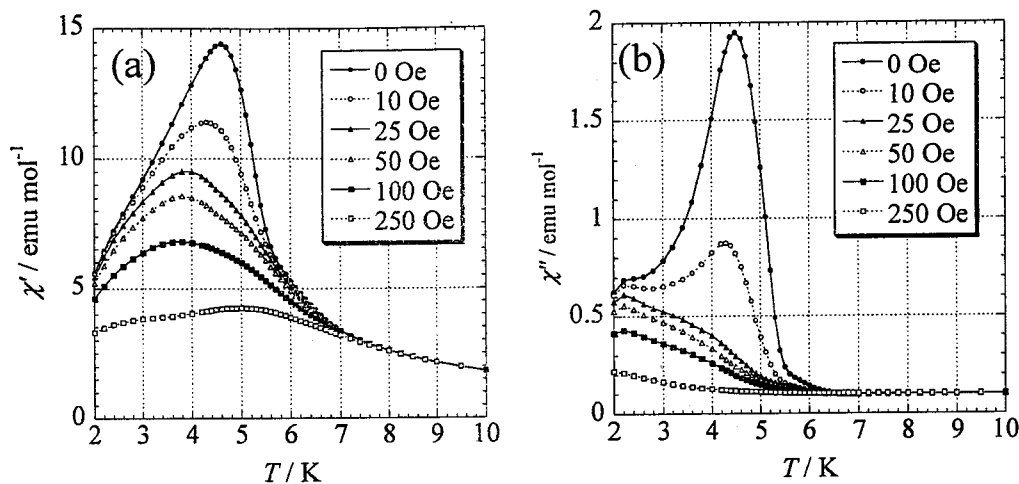 (a)
15
10
5
0
χ′ / emu mol⁻¹
0 Oe
10 Oe
25 Oe
50 Oe
100 Oe
250 Oe
2 3 4 5 6 7 8 9 10
T / K
(b)
2
1.5
1
0.5
0
χ″ / emu mol⁻¹
0 Oe
10 Oe
25 Oe
50 Oe
100 Oe
250 Oe
2 3 4 5 6 7 8 9 10
T / K